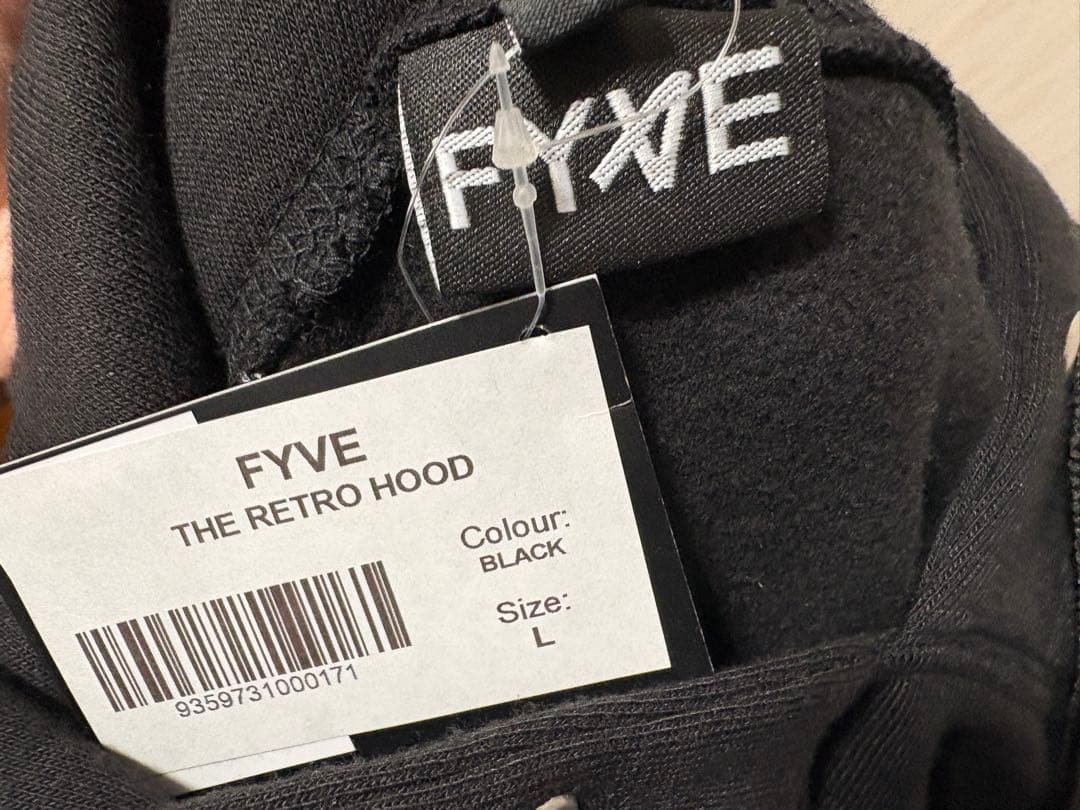 FYVE
FYVE
THE RETRO HOOD
Colour:
BLACK
Size:
L
9359731000171